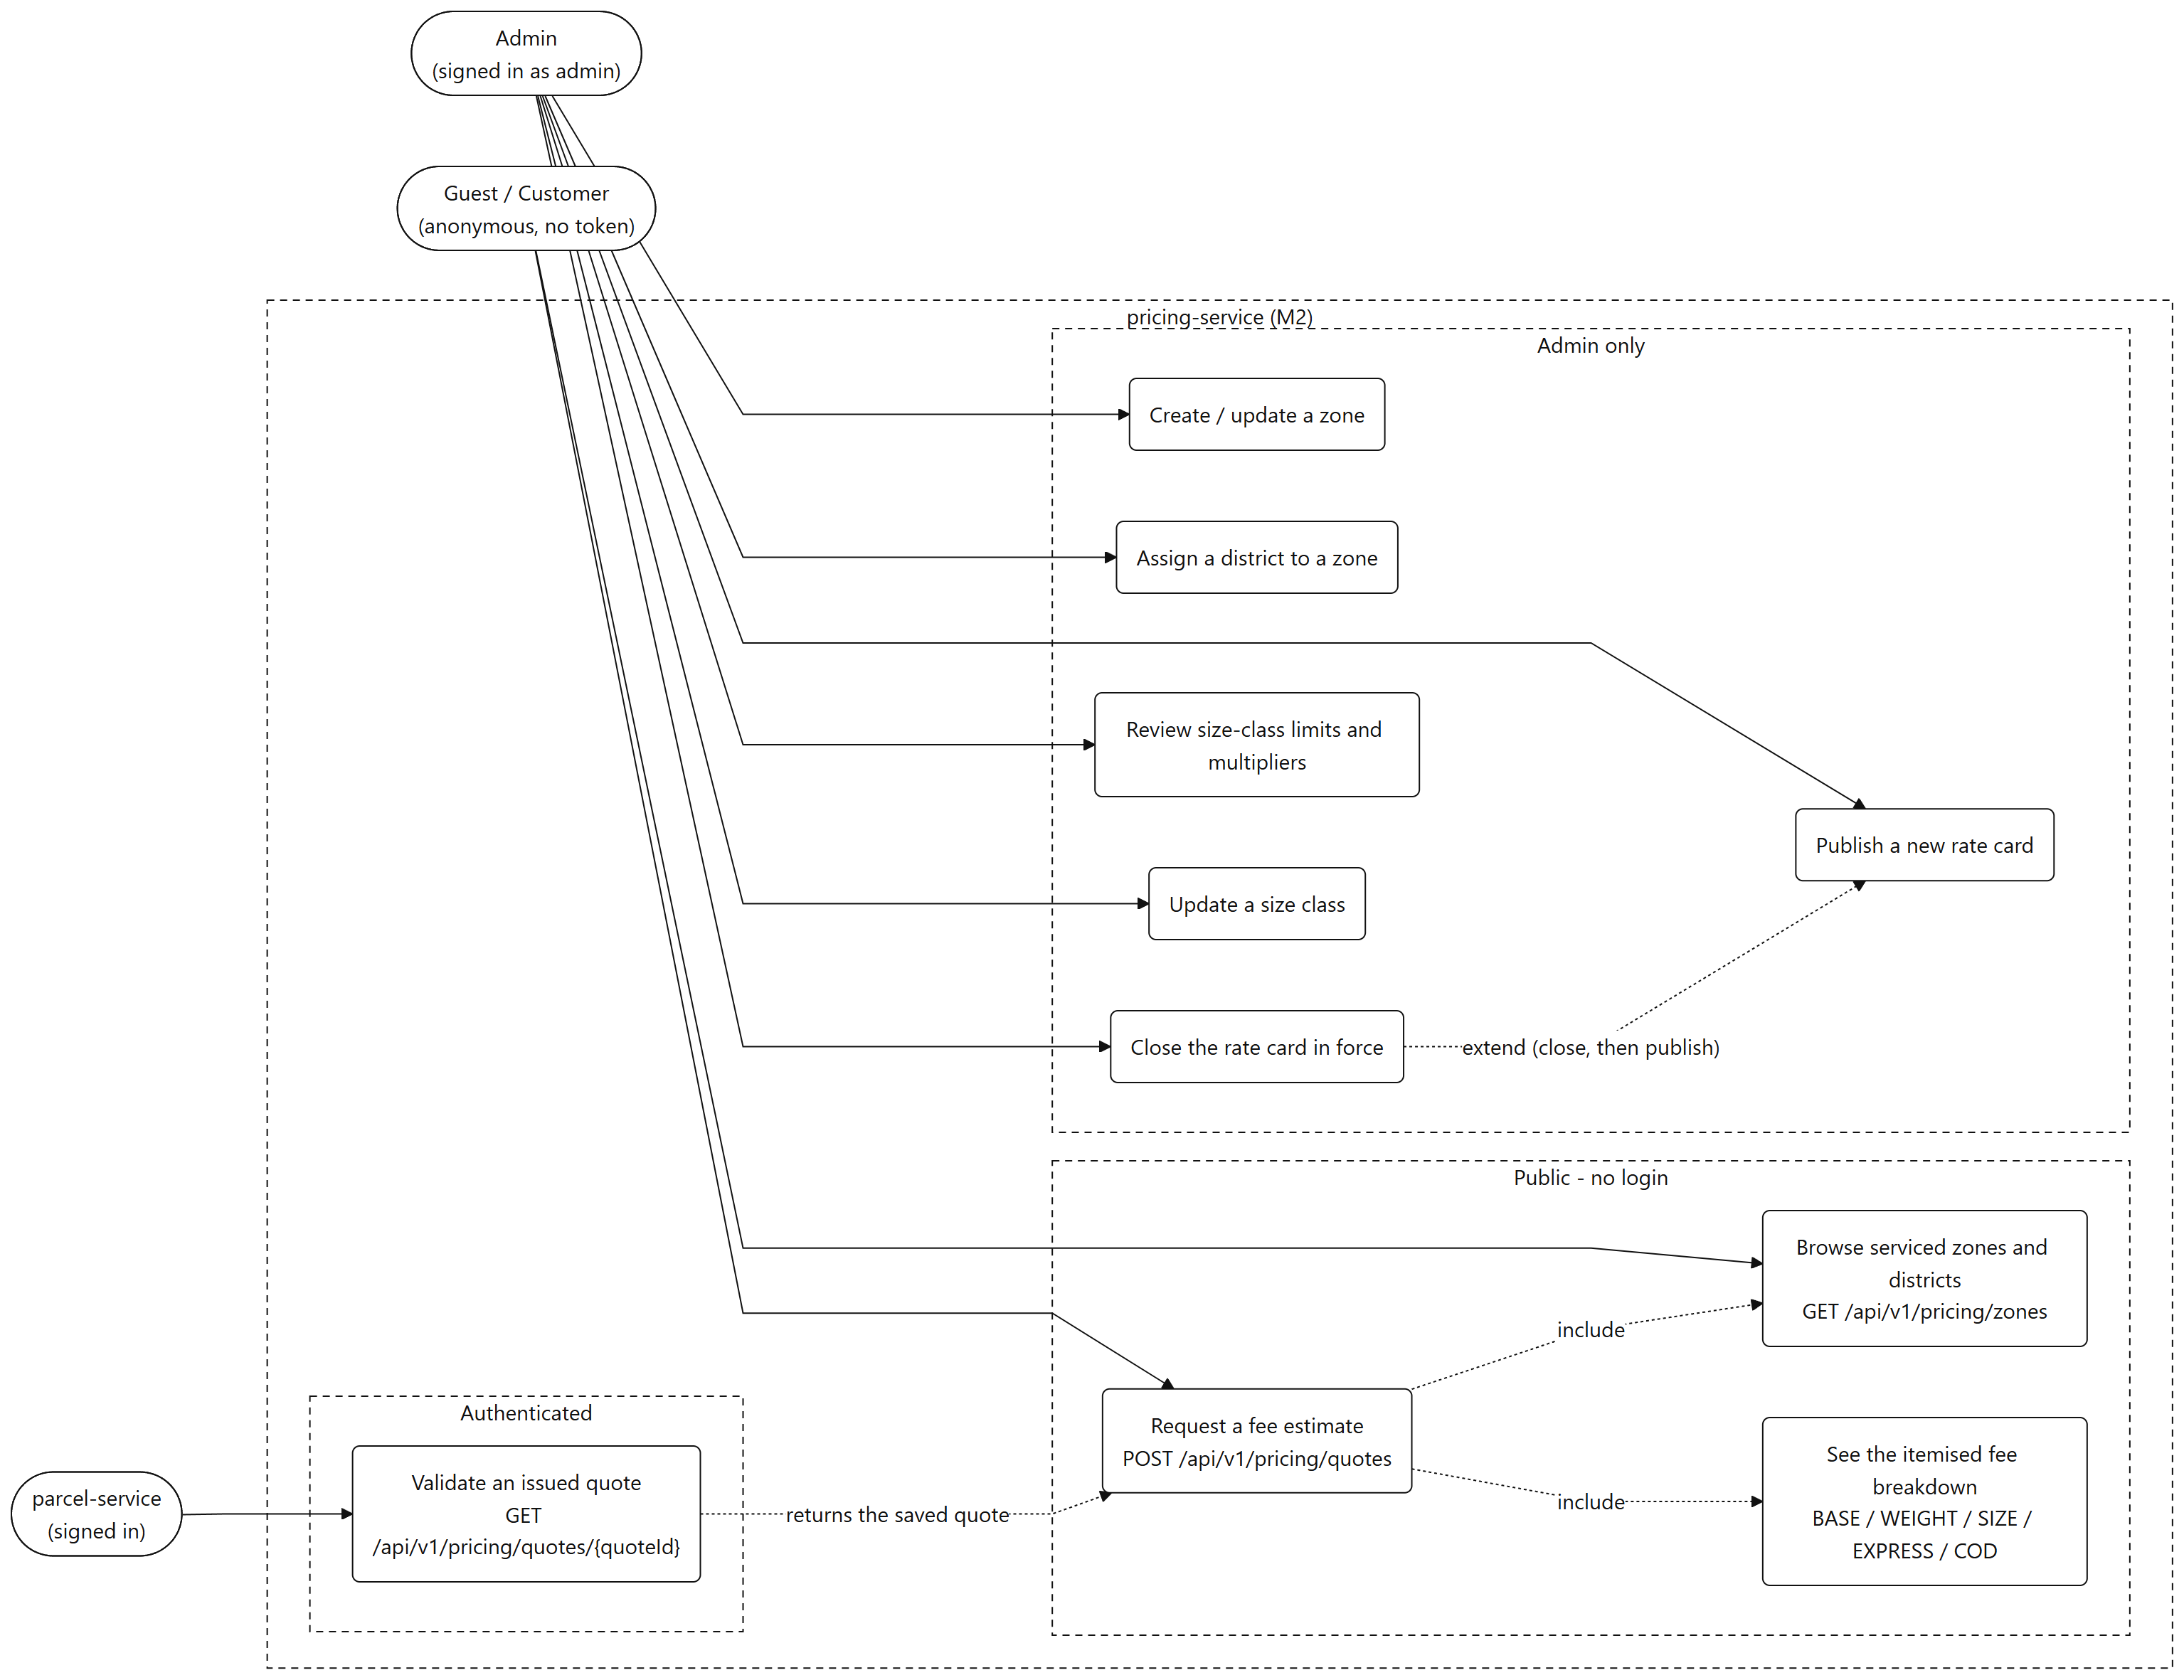 Admin
(signed in as admin)
Guest / Customer
(anonymous, no token)
pricing-service (M2)
Admin only
Create / update a zone
Assign a district to a zone
Review size-class limits and
multipliers
Publish a new rate card
Update a size class
Close the rate card in force
extend (close, then publish)
Public - no login
Browse serviced zones and
districts
GET /api/v1/pricing/zones
include
Request a fee estimate
POST /api/v1/pricing/quotes
include
See the itemised fee
breakdown
BASE / WEIGHT / SIZE /
EXPRESS / COD
Authenticated
Validate an issued quote
GET
/api/v1/pricing/quotes/{quoteId}
returns the saved quote
parcel-service
(signed in)